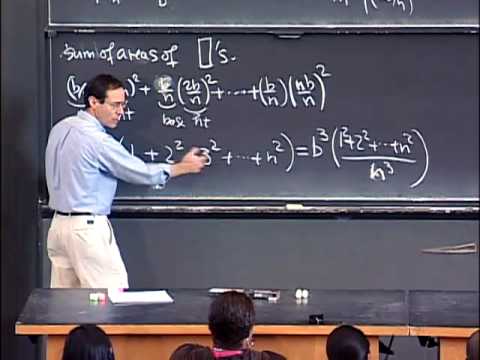 sum of areas of ▯'s.
(b )² + b/n (2b/n)² + ··· + (b/n) (nb/n)²
base ht
+ 2² 3² + ··· + n²) = b³ (1²+2²+···+n² / n³)